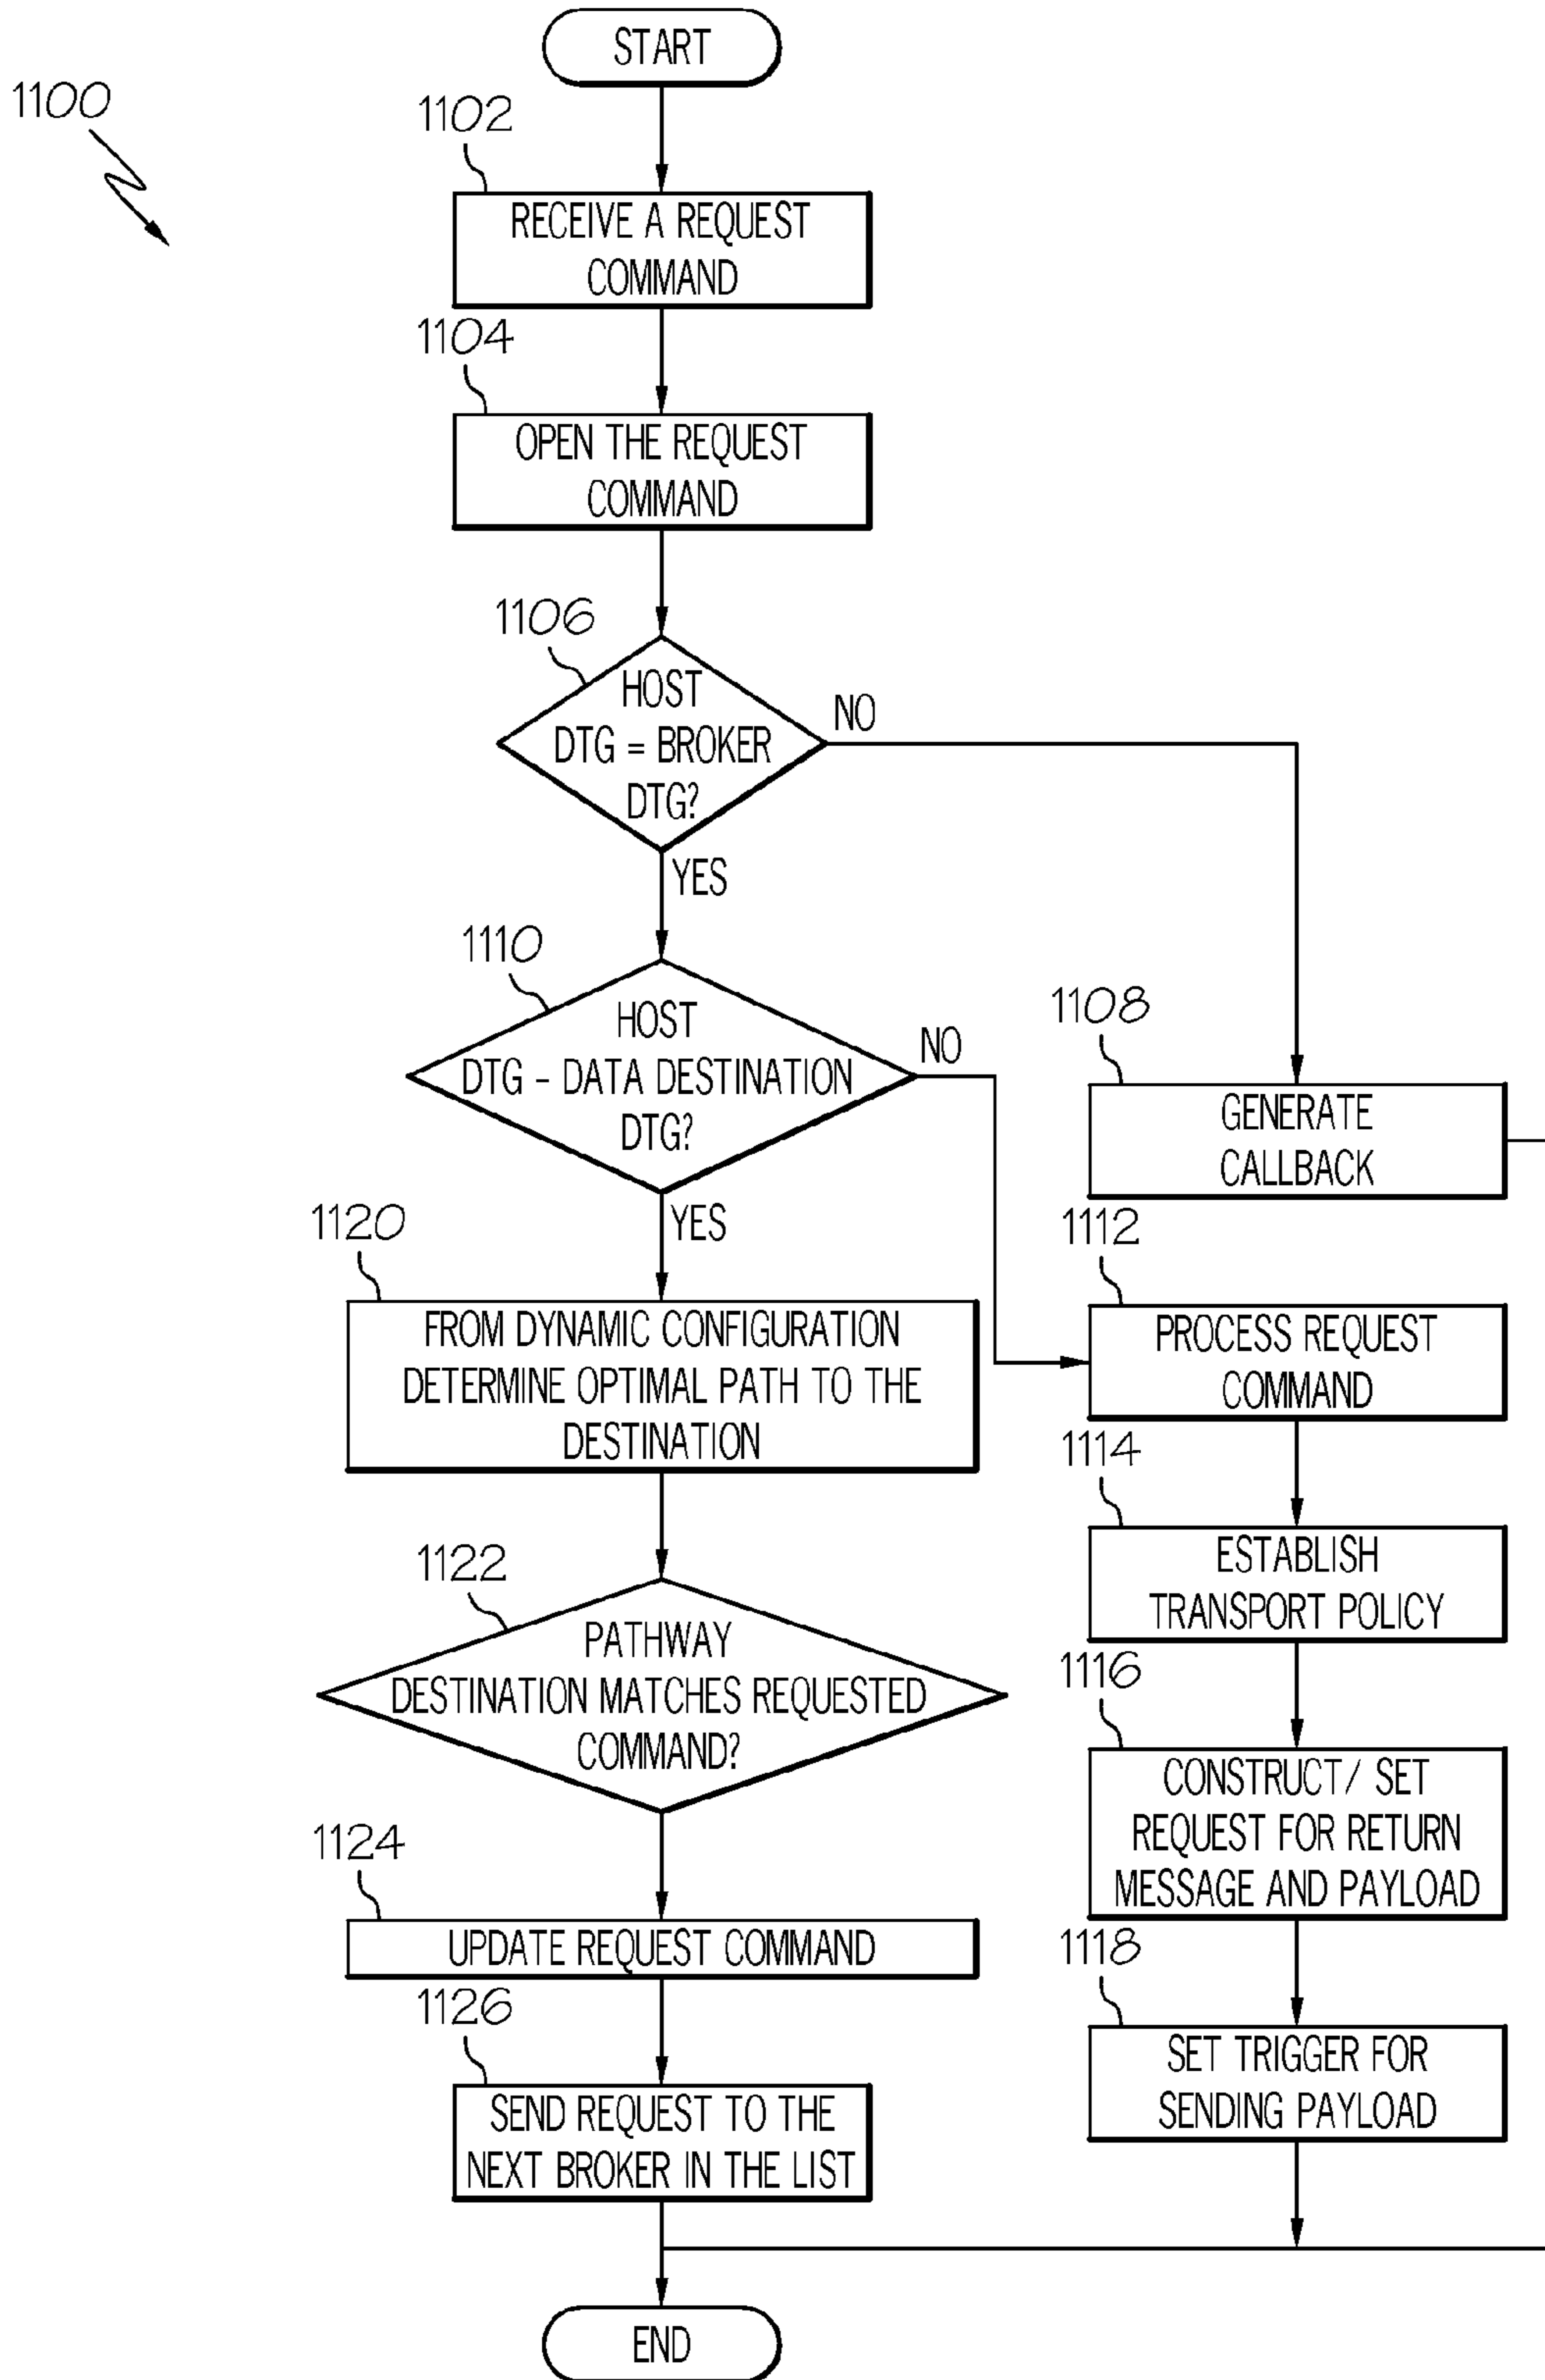 START
1100
1102
RECEIVE A REQUEST
COMMAND
1104
OPEN THE REQUEST
COMMAND
1106
HOST
DTG = BROKER
DTG?
NO
YES
1110
HOST
DTG - DATA DESTINATION
DTG?
NO
YES
1108
GENERATE
CALLBACK
1112
PROCESS REQUEST
COMMAND
1114
ESTABLISH
TRANSPORT POLICY
1116
CONSTRUCT/ SET
REQUEST FOR RETURN
MESSAGE AND PAYLOAD
1118
SET TRIGGER FOR
SENDING PAYLOAD
1120
FROM DYNAMIC CONFIGURATION
DETERMINE OPTIMAL PATH TO THE
DESTINATION
1122
PATHWAY
DESTINATION MATCHES REQUESTED
COMMAND?
1124
UPDATE REQUEST COMMAND
1126
SEND REQUEST TO THE
NEXT BROKER IN THE LIST
END